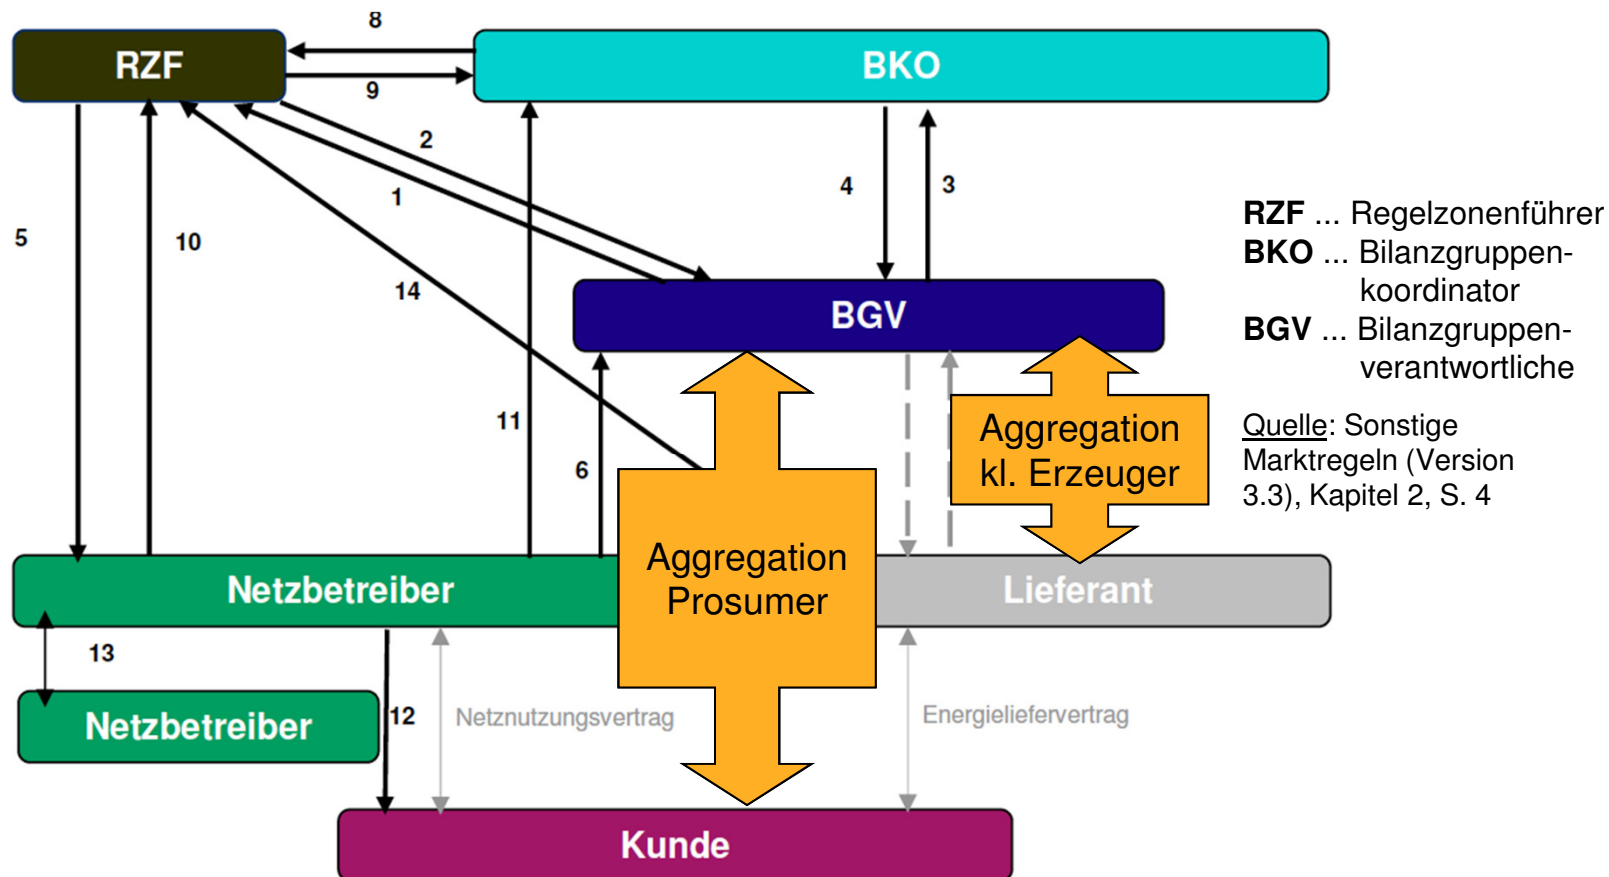 8
RZF
BKO
9
2
1
4
3
5
10
14
RZF ... Regelzonenführer
BKO ... Bilanzgruppen-
koordinator
BGV ... Bilanzgruppen-
verantwortliche
BGV
11
6
Aggregation
kl. Erzeuger
Quelle: Sonstige
Marktregeln (Version
3.3), Kapitel 2, S. 4
Aggregation
Prosumer
Netzbetreiber
Lieferant
13
Netzbetreiber
12
Netznutzungsvertrag
Energieliefervertrag
Kunde